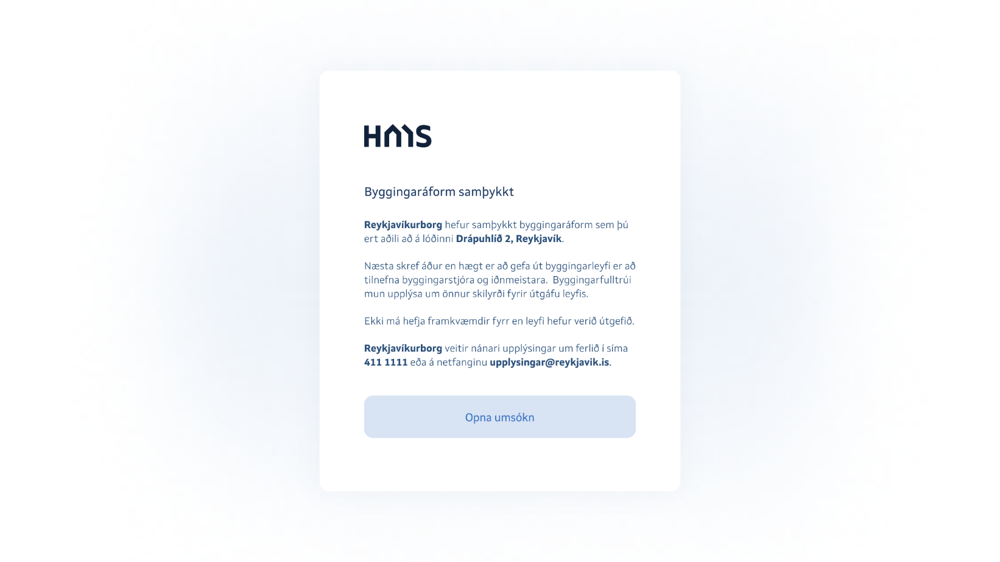 HMS
Byggingaráform samþykkt
Reykjavíkurborg hefur samþykkt byggingaráform sem þú
ert aðili að á lóðinni Drápuhlíð 2, Reykjavík.
Næsta skref áður en hægt er að gefa út byggingarleyfi er að
tilnefna byggingarstjóra og iðnmeistara.  Byggingarfulltrúi
mun upplýsa um önnur skilyrði fyrir útgáfu leyfis.
Ekki má hefja framkvæmdir fyrr en leyfi hefur verið útgefið.
Reykjavíkurborg veitir nánari upplýsingar um ferlið í síma
411 1111 eða á netfanginu upplysingar@reykjavik.is.
Opna umsókn